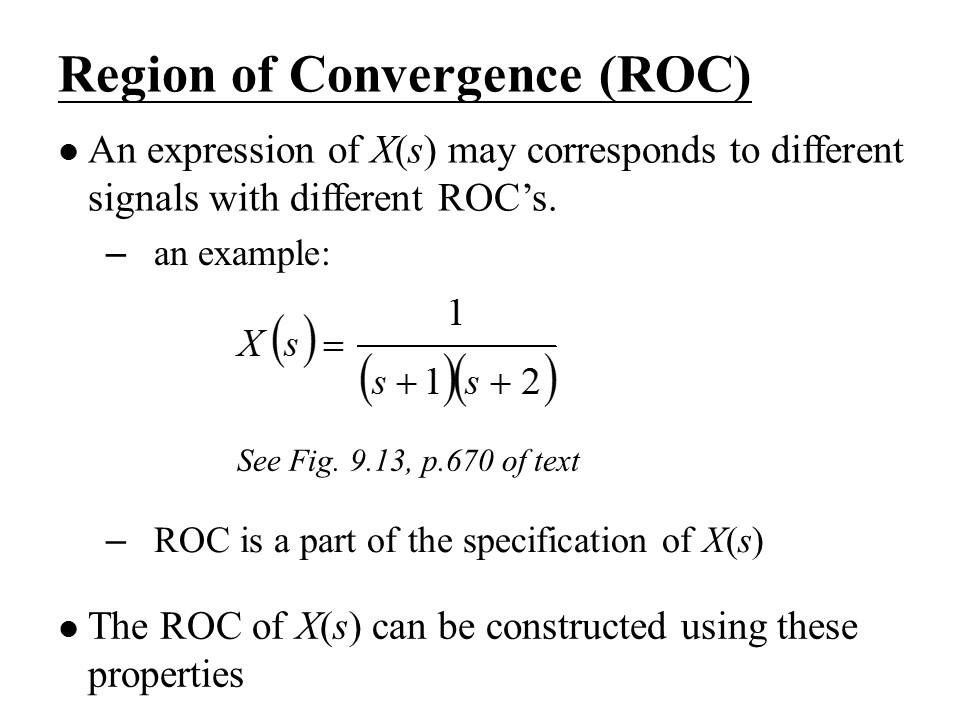 Region of Convergence (ROC)
● An expression of X(s) may corresponds to different
signals with different ROC’s.
– an example:
X(s) = 1 / ((s + 1)(s + 2))
See Fig. 9.13, p.670 of text
– ROC is a part of the specification of X(s)
● The ROC of X(s) can be constructed using these
properties